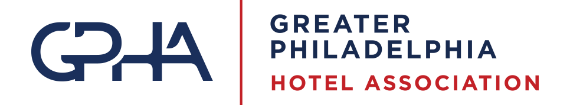 GPHA
GREATER
PHILADELPHIA
HOTEL ASSOCIATION